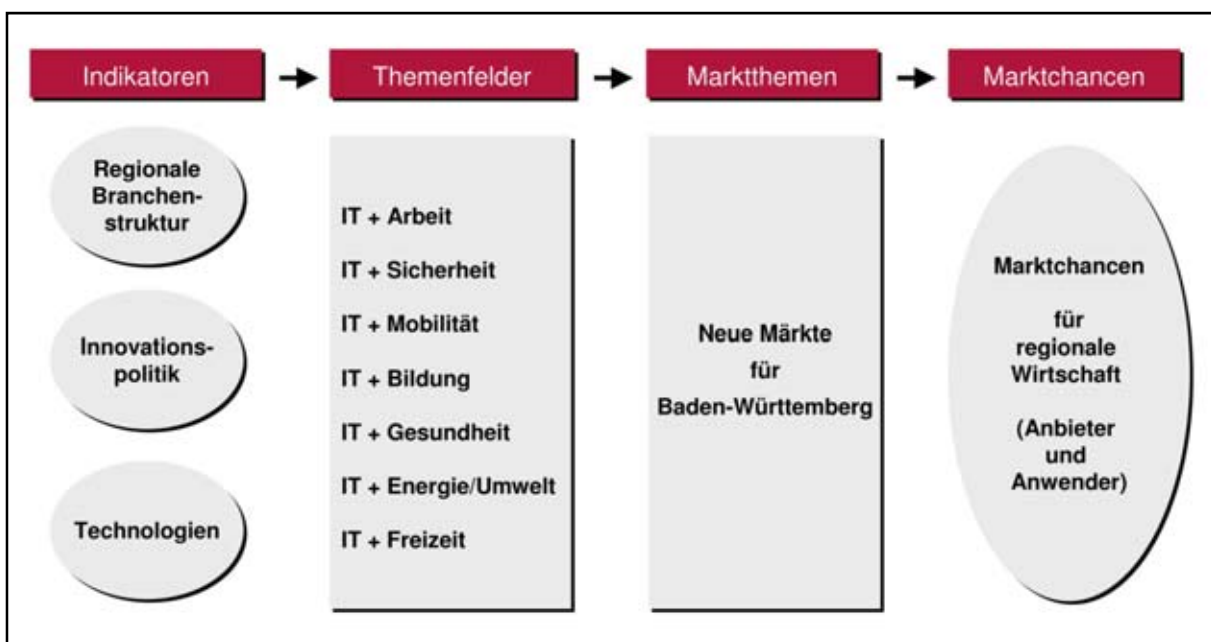 Indikatoren
Themenfelder
Marktthemen
Marktchancen
Regionale
Branchen-
struktur
Innovations-
politik
Technologien
IT + Arbeit
IT + Sicherheit
IT + Mobilität
IT + Bildung
IT + Gesundheit
IT + Energie/Umwelt
IT + Freizeit
Neue Märkte
für
Baden-Württemberg
Marktchancen
für
regionale
Wirtschaft
(Anbieter
und
Anwender)